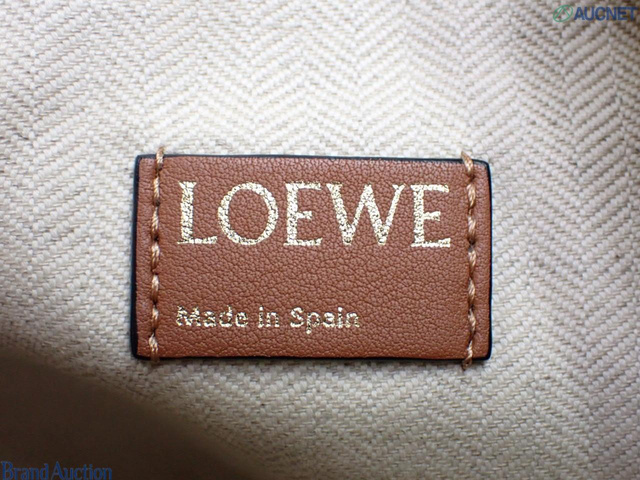 AUCNET
LOEWE
Made in Spain
Brand Auction